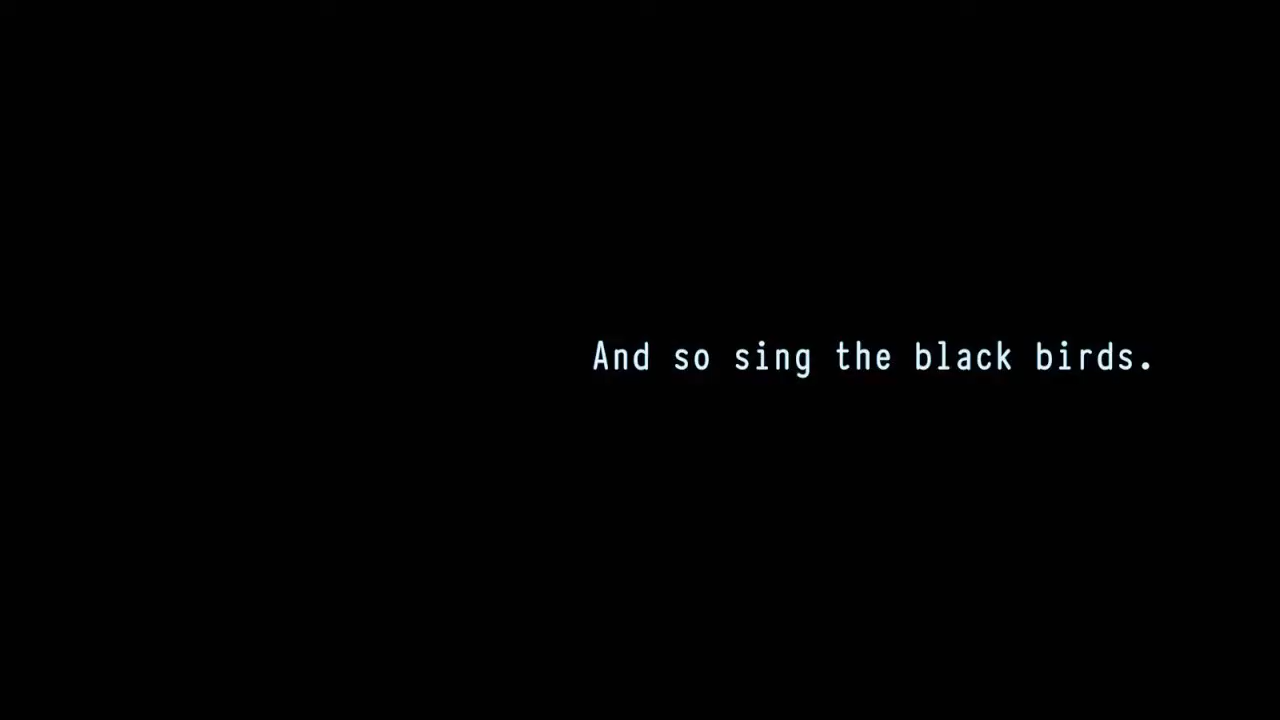 And so sing the black birds.